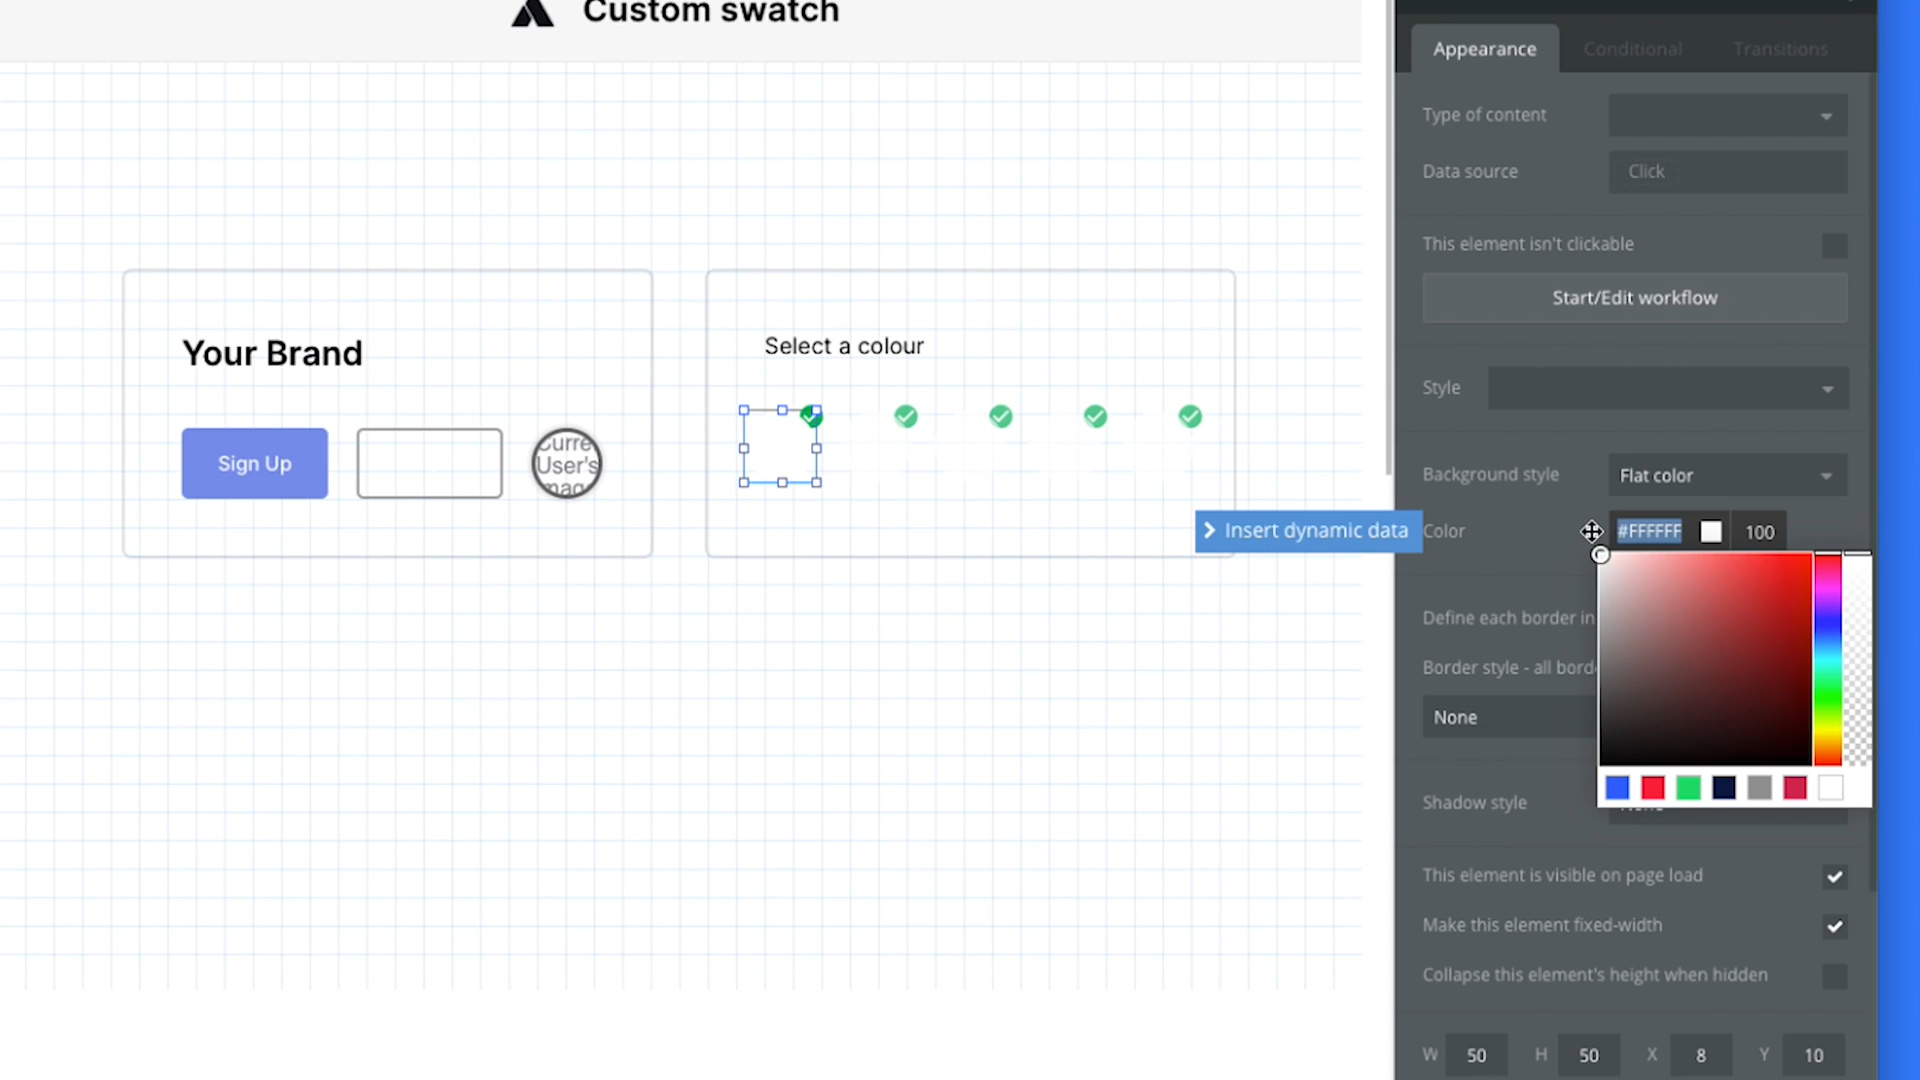 Custom swatch
Appearance
Conditional
Transitions
Type of content
Data source
Click
This element isn't clickable
Start/Edit workflow
Style
Your Brand
Sign Up
Curre
User's
mag
Select a colour
Background style
Flat color
Insert dynamic data
Color
#FFFFFF
100
Define each border in
Border style - all bord
None
Shadow style
This element is visible on page load
Make this element fixed-width
Collapse this element's height when hidden
W 50 H 50 X 8 Y 10